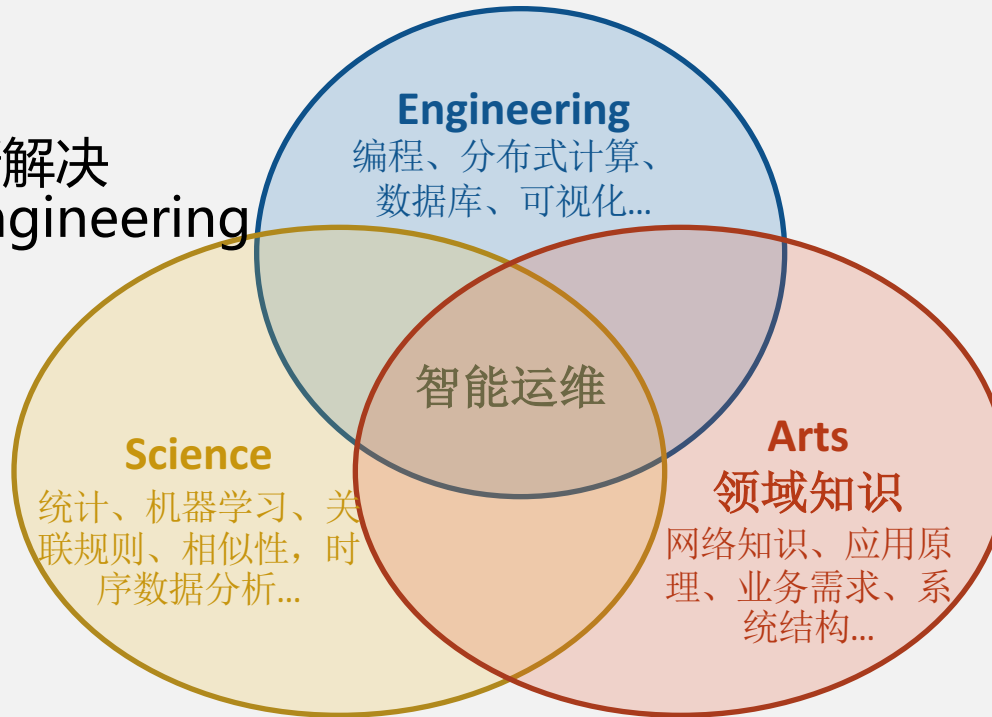 Engineering
编程、分布式计算、
数据库、可视化...
解决
ngineering
智能运维
Science
统计、机器学习、关
联规则、相似性，时
序数据分析...
Arts
领域知识
网络知识、应用原
理、业务需求、系
统结构...